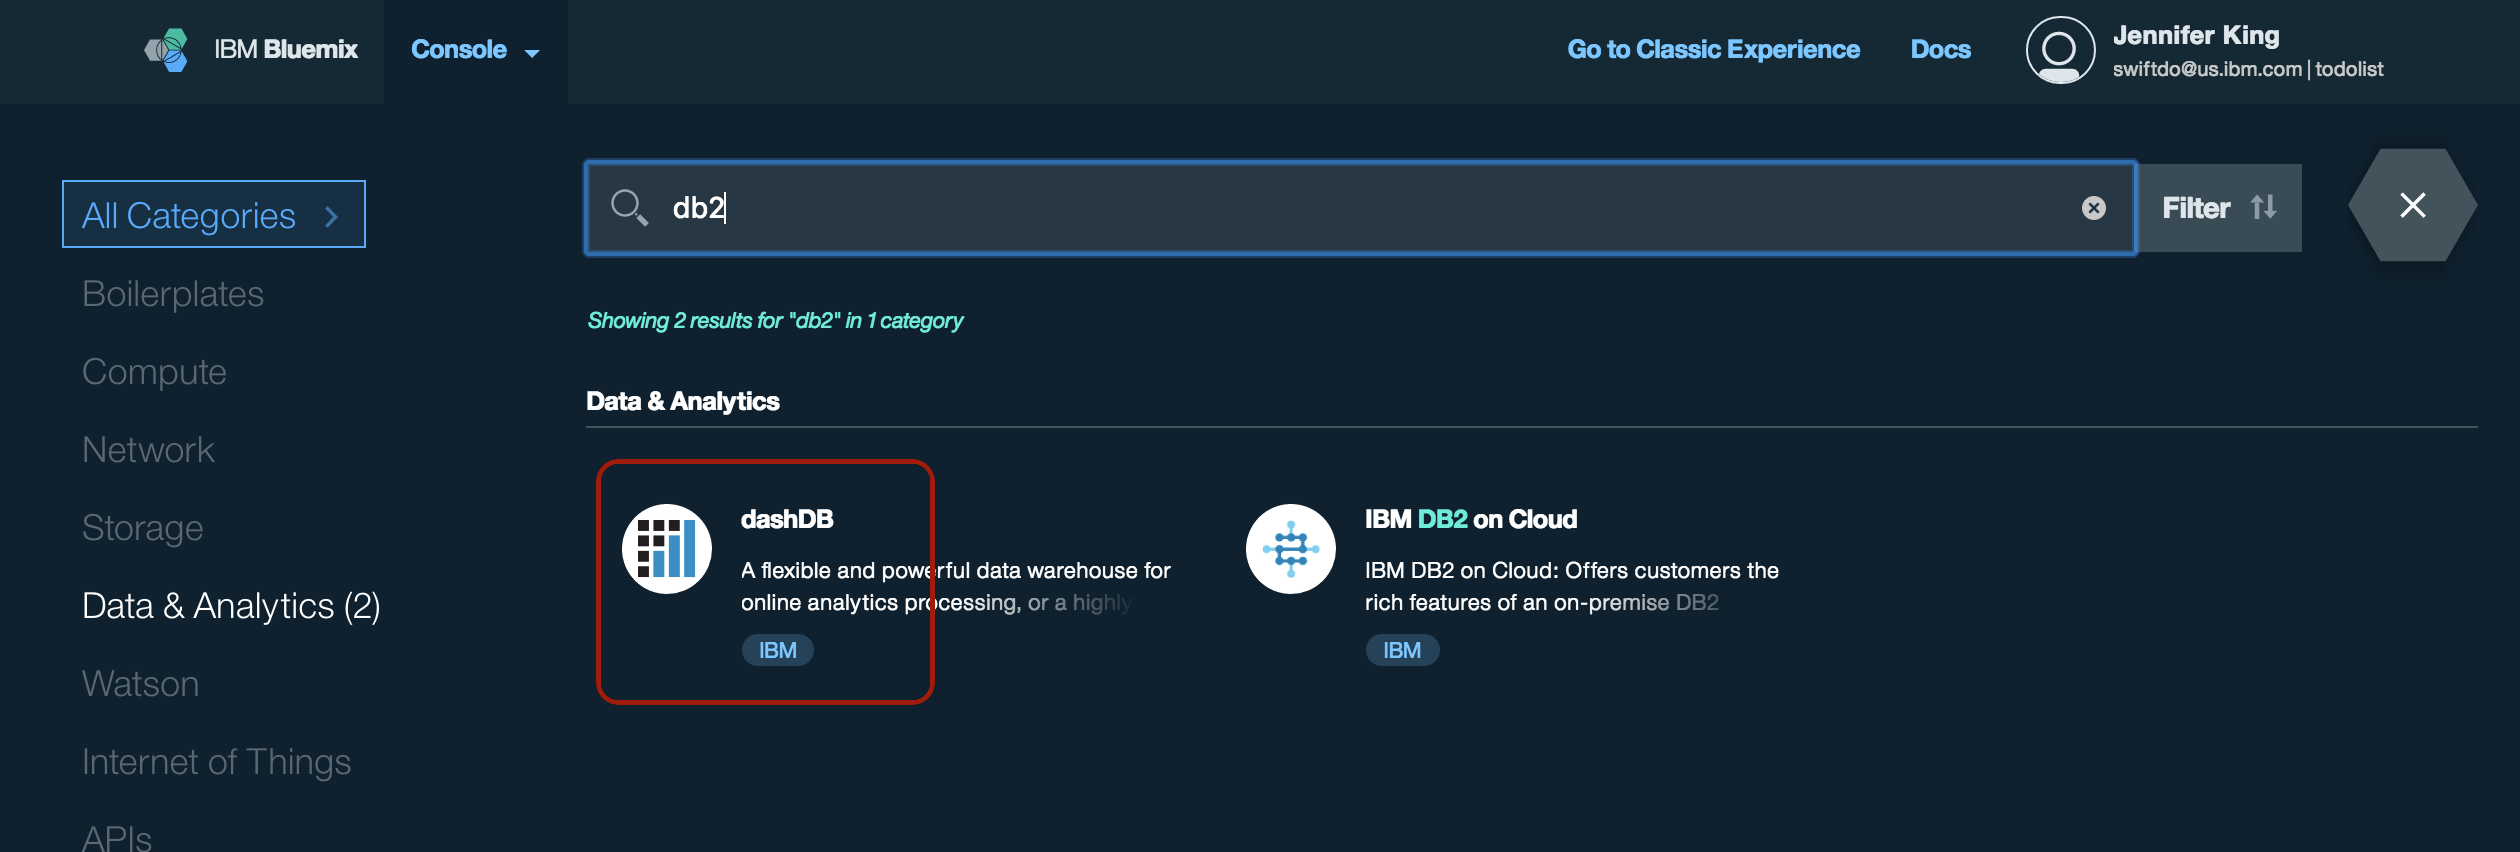 IBM Bluemix
Console
Go to Classic Experience
Docs
Jennifer King
swiftdo@us.ibm.com | todolist
All Categories
Boilerplates
Compute
Network
Storage
Data & Analytics (2)
Watson
Internet of Things
APIs
db2
Filter
Showing 2 results for "db2" in 1 category
Data & Analytics
dashDB
A flexible and powerful data warehouse for
online analytics processing, or a highly
IBM
IBM DB2 on Cloud
IBM DB2 on Cloud: Offers customers the
rich features of an on-premise DB2
IBM